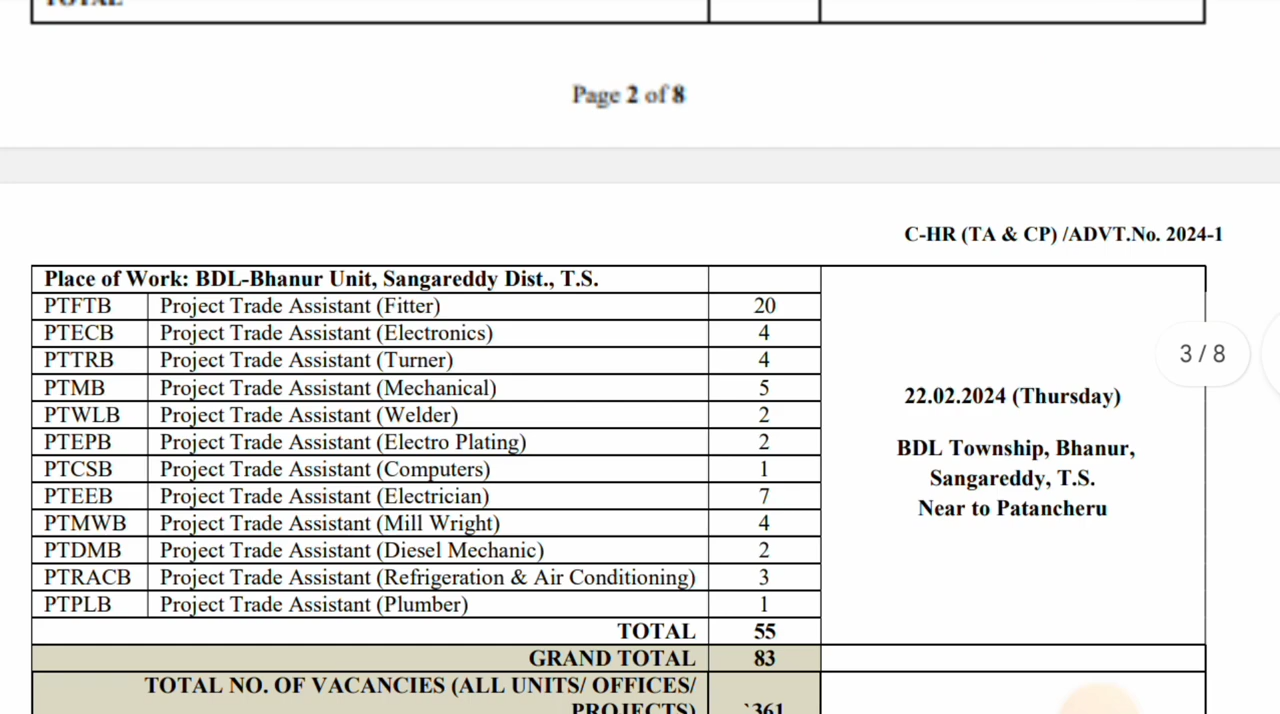 TOTAL
Page 2 of 8
C-HR (TA & CP) /ADVT.No. 2024-1
Place of Work: BDL-Bhanur Unit, Sangareddy Dist., T.S.
PTFTB Project Trade Assistant (Fitter) 20
PTECB Project Trade Assistant (Electronics) 4
PTTRB Project Trade Assistant (Turner) 4
3 / 8
PTMB Project Trade Assistant (Mechanical) 5
22.02.2024 (Thursday)
PTWLB Project Trade Assistant (Welder) 2
PTEPB Project Trade Assistant (Electro Plating) 2
BDL Township, Bhanur,
PTCSB Project Trade Assistant (Computers) 1
Sangareddy, T.S.
PTEEB Project Trade Assistant (Electrician) 7
Near to Patancheru
PTMWB Project Trade Assistant (Mill Wright) 4
PTDMB Project Trade Assistant (Diesel Mechanic) 2
PTRACB Project Trade Assistant (Refrigeration & Air Conditioning) 3
PTPLB Project Trade Assistant (Plumber) 1
TOTAL 55
GRAND TOTAL 83
TOTAL NO. OF VACANCIES (ALL UNITS/ OFFICES/
PROJECTS) `361